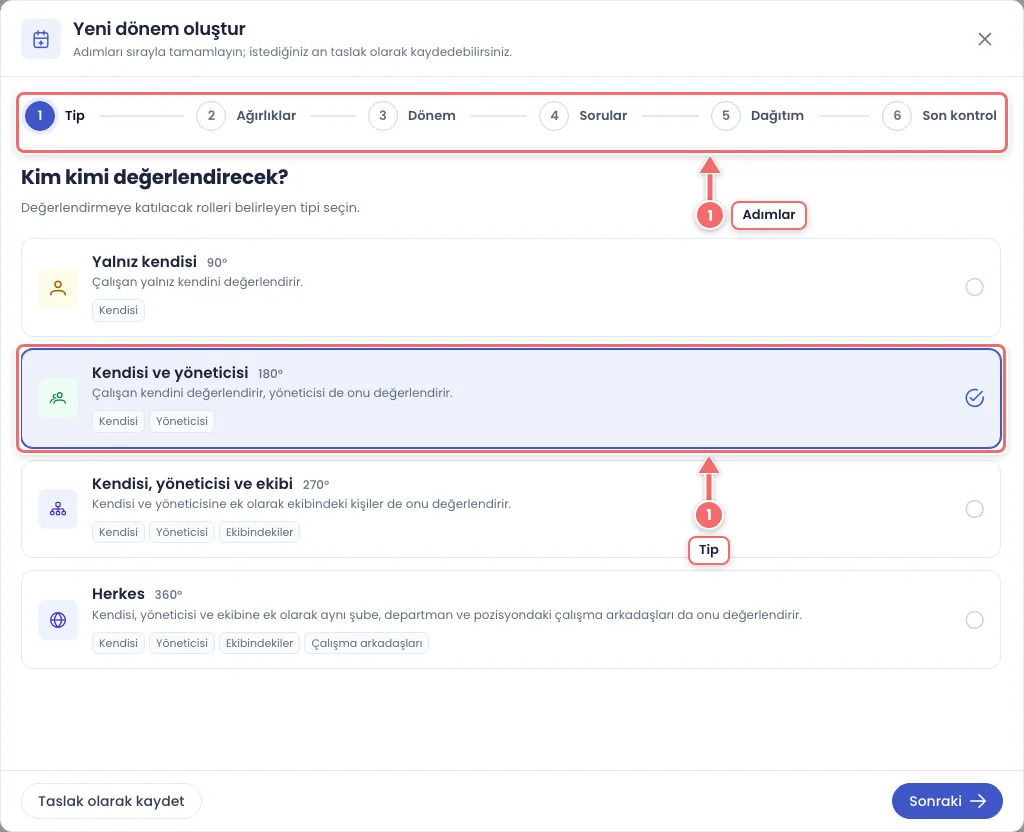 Yeni dönem oluştur
Adımları sırayla tamamlayın; istediğiniz an taslak olarak kaydedebilirsiniz.
1 Tip 2 Ağırlıklar 3 Dönem 4 Sorular 5 Dağıtım 6 Son kontrol
Kim kimi değerlendirecek?
Değerlendirmeye katılacak rolleri belirleyen tipi seçin.
1 Adımlar
Yalnız kendisi 90°
Çalışan yalnız kendini değerlendirir.
Kendisi
Kendisi ve yöneticisi 180°
Çalışan kendini değerlendirir, yöneticisi de onu değerlendirir.
Kendisi Yöneticisi
Kendisi, yöneticisi ve ekibi 270°
Kendisi ve yöneticisine ek olarak ekibindeki kişiler de onu değerlendirir.
1
Kendisi Yöneticisi Ekibindekiler
Tip
Herkes 360°
Kendisi, yöneticisi ve ekibine ek olarak aynı şube, departman ve pozisyondaki çalışma arkadaşları da onu değerlendirir.
Kendisi Yöneticisi Ekibindekiler Çalışma arkadaşları
Taslak olarak kaydet Sonraki